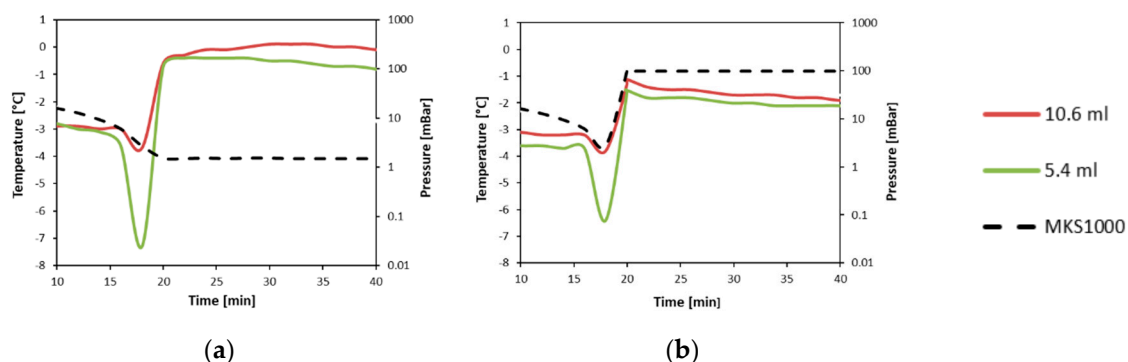 1
0
-1
-2
-3
-4
-5
-6
-7
-8
Temperature [°C]
1000
100
10
1
0.1
0.01
Pressure [mBar]
10 15 20 25 30 35 40
Time [min]
(a)
1
0
-1
-2
-3
-4
-5
-6
-7
-8
Temperature [°C]
1000
100
10
1
0.1
0.01
Pressure [mBar]
10 15 20 25 30 35 40
Time [min]
(b)
10.6 ml
5.4 ml
MKS1000